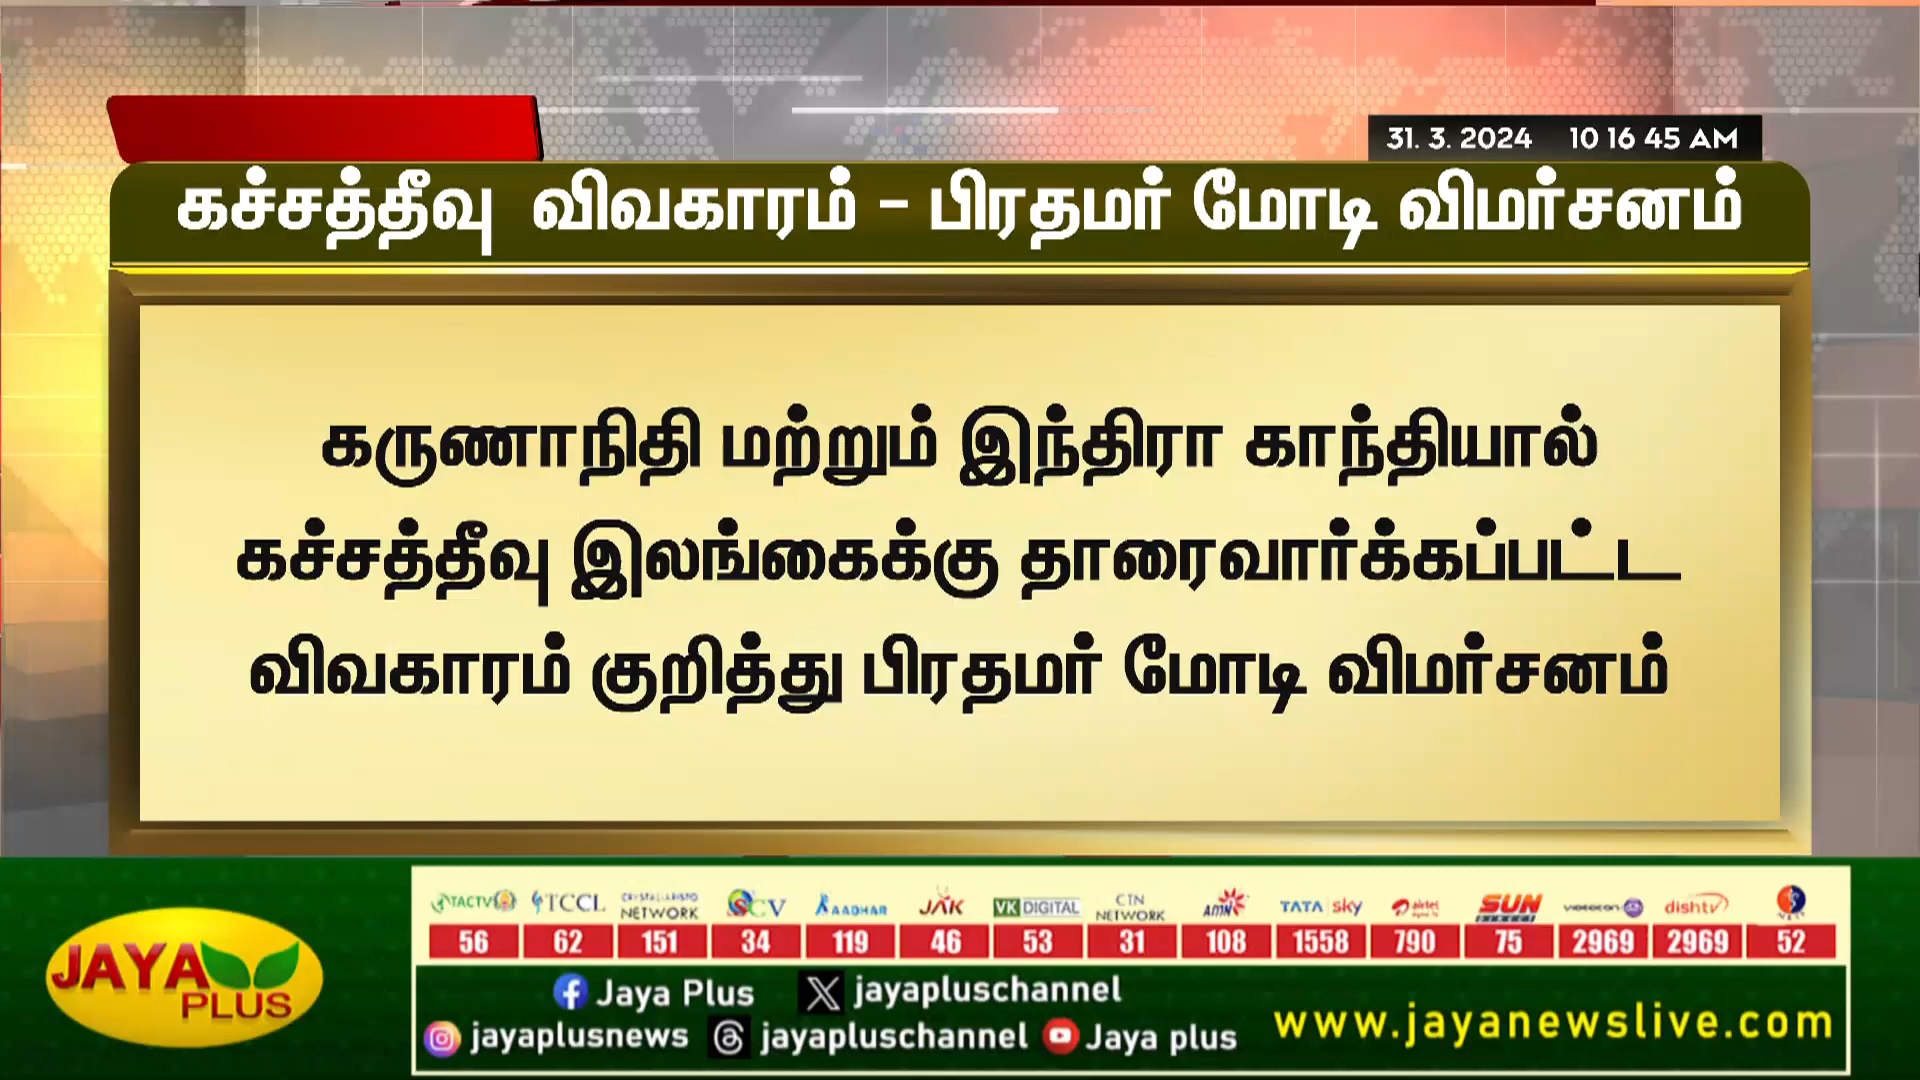 31. 3. 2024 10 16 45 AM
கச்சத்தீவு விவகாரம் - பிரதமர் மோடி விமர்சனம்
கருணாநிதி மற்றும் இந்திரா காந்தியால்
கச்சத்தீவு இலங்கைக்கு தாரைவார்க்கப்பட்ட
விவகாரம் குறித்து பிரதமர் மோடி விமர்சனம்
JAYA
PLUS
TACTV TCCL NETWORK SCV AADHAR JAK VK DIGITAL CTN NETWORK AMN TATA sky airtel SUN DIRECT videocon dishtv
56 62 151 34 119 46 53 31 108 1558 790 75 2969 2969 52
Jaya Plus jayapluschannel
jayaplusnews jayapluschannel Jaya plus
www.jayanewslive.com